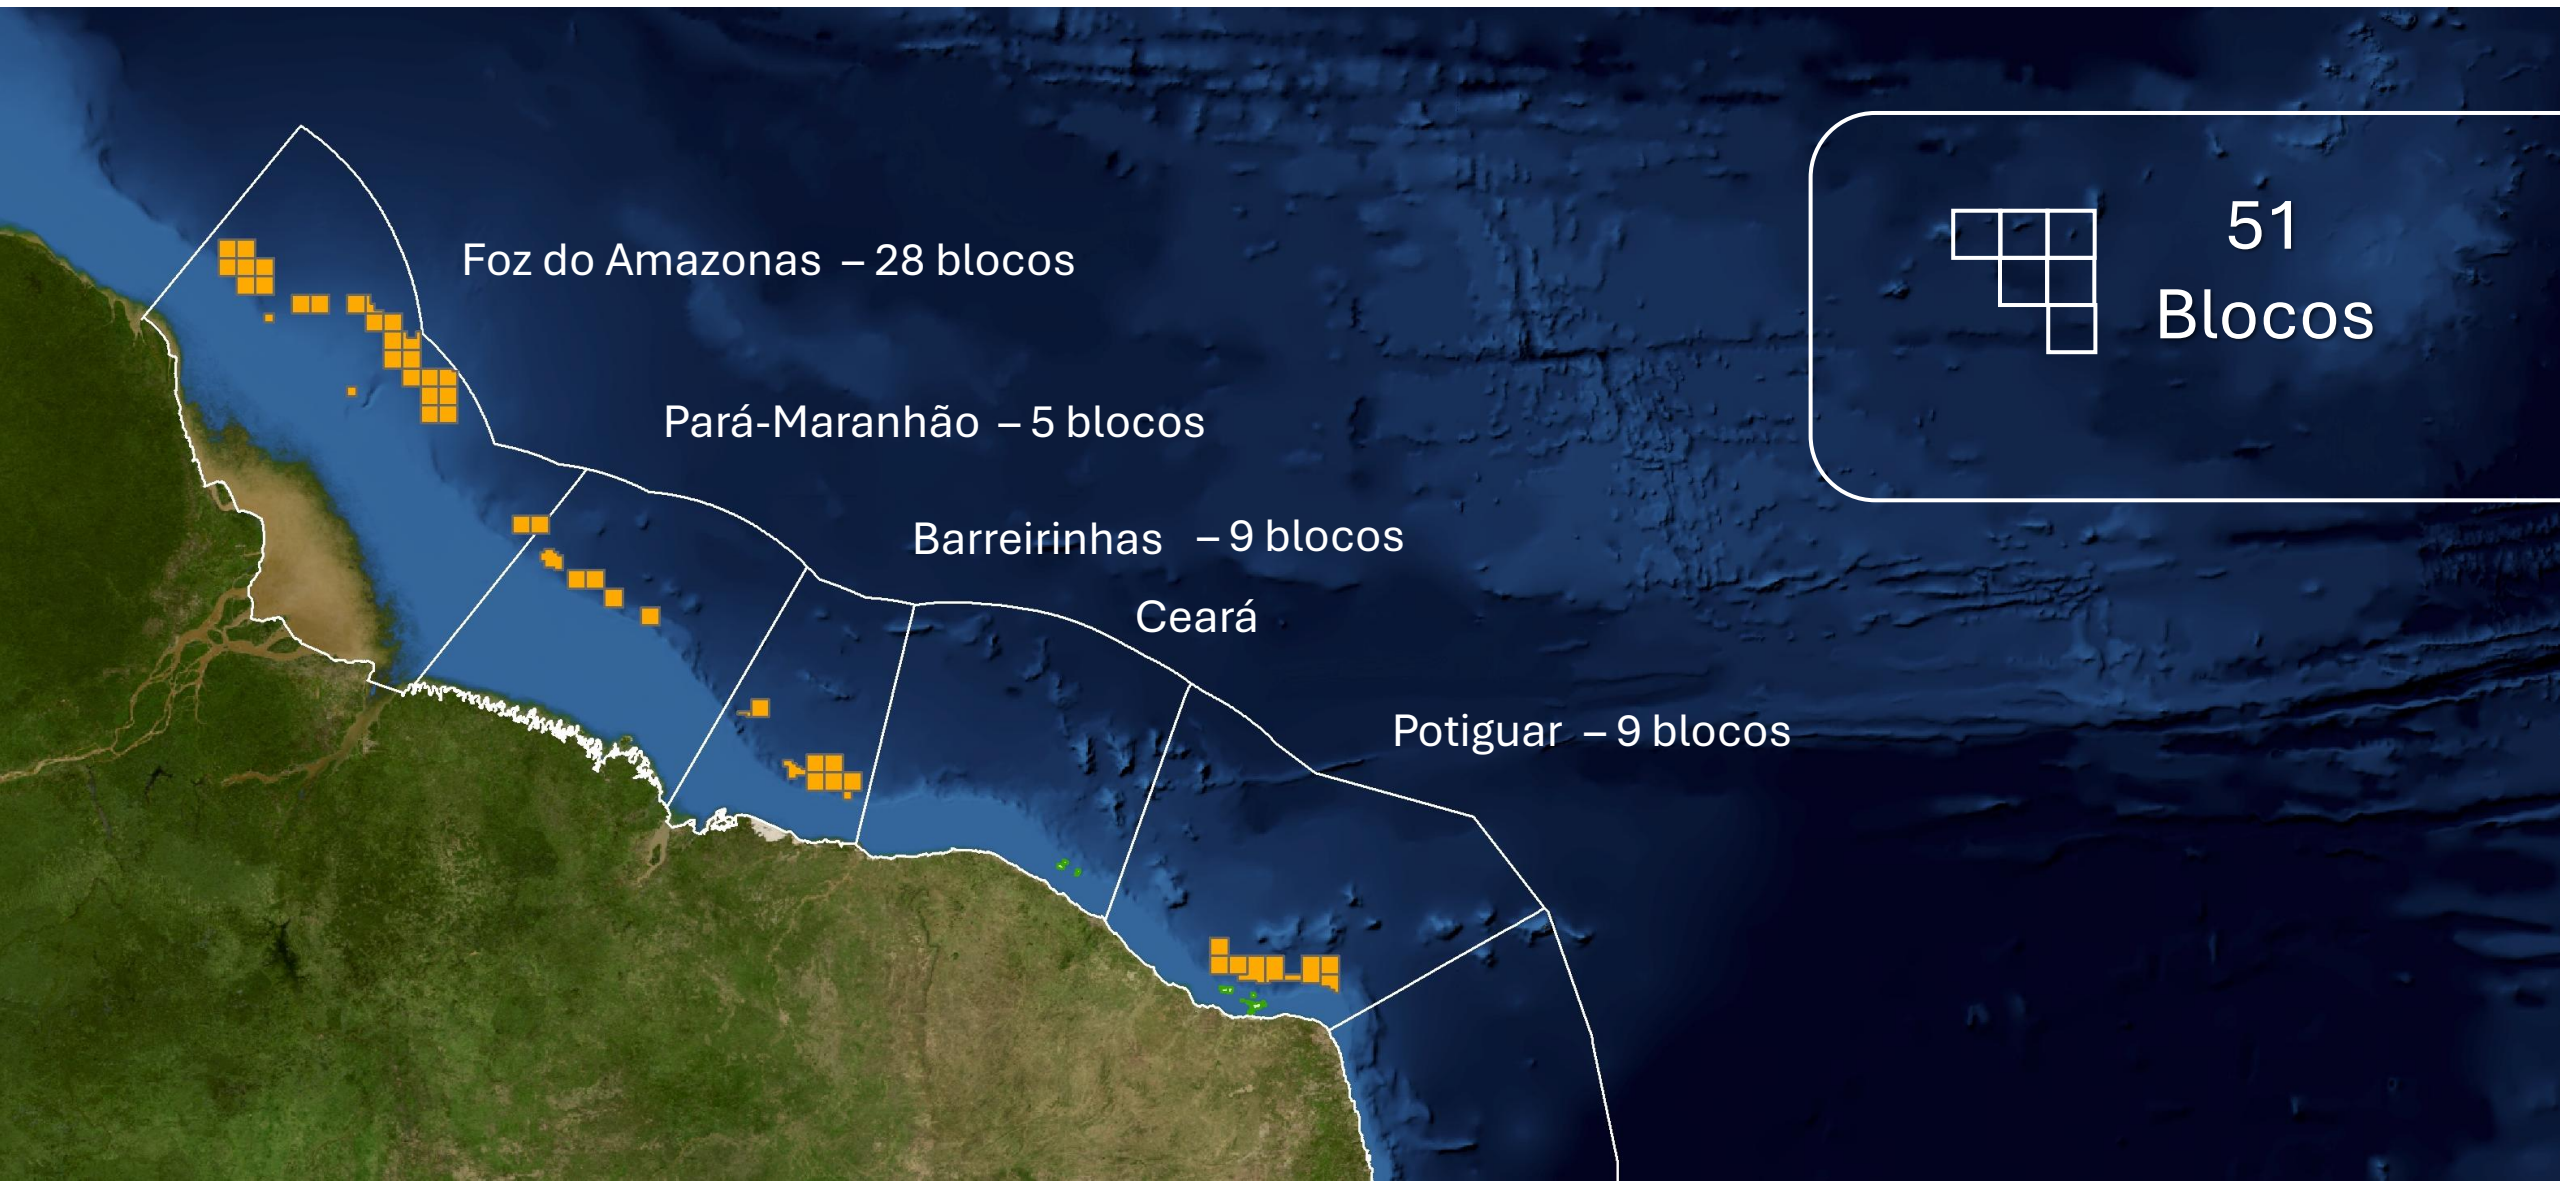 Foz do Amazonas – 28 blocos
51
Blocos
Pará-Maranhão – 5 blocos
Barreirinhas – 9 blocos
Ceará
Potiguar – 9 blocos